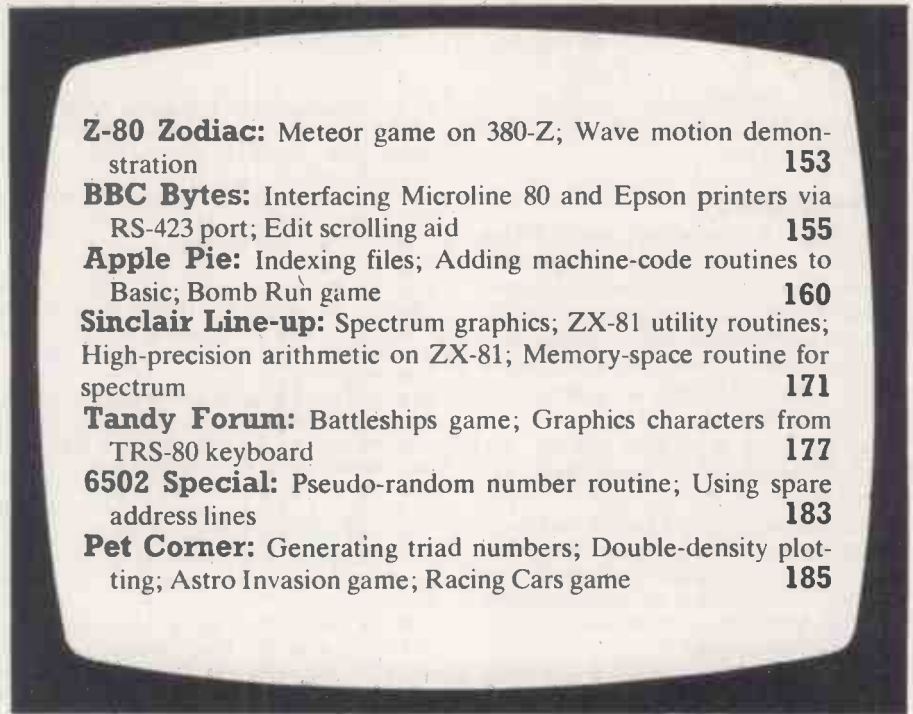 Z-80 Zodiac: Meteor game on 380-Z; Wave motion demon-
stration 153
BBC Bytes: Interfacing Microline 80 and Epson printers via
RS-423 port; Edit scrolling aid 155
Apple Pie: Indexing files; Adding machine-code routines to
Basic; Bomb Run game 160
Sinclair Line-up: Spectrum graphics; ZX-81 utility routines;
High-precision arithmetic on ZX-81; Memory-space routine for
spectrum 171
Tandy Forum: Battleships game; Graphics characters from
TRS-80 keyboard 177
6502 Special: Pseudo-random number routine; Using spare
address lines 183
Pet Corner: Generating triad numbers; Double-density plot-
ting; Astro Invasion game; Racing Cars game 185